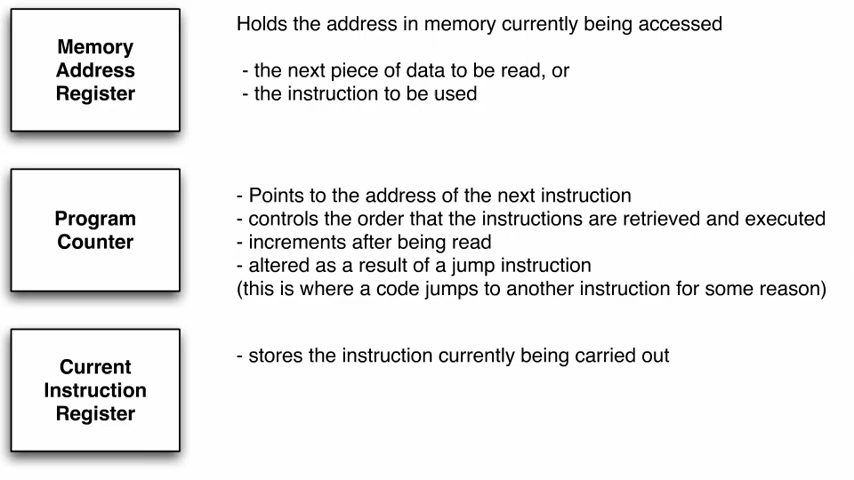 Memory
Address
Register
Holds the address in memory currently being accessed
- the next piece of data to be read, or
- the instruction to be used
Program
Counter
- Points to the address of the next instruction
- controls the order that the instructions are retrieved and executed
- increments after being read
- altered as a result of a jump instruction
(this is where a code jumps to another instruction for some reason)
Current
Instruction
Register
- stores the instruction currently being carried out